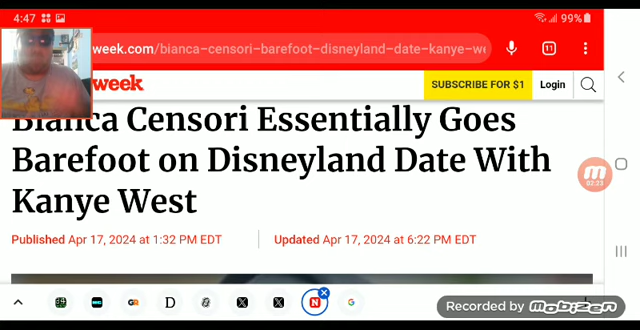 4:47
99%
week.com/bianca-censori-barefoot-disneyland-date-kanye-we
11
week
SUBSCRIBE FOR $1
Login
Bianca Censori Essentially Goes
Barefoot on Disneyland Date With
Kanye West
02:23
Published Apr 17, 2024 at 1:32 PM EDT
Updated Apr 17, 2024 at 6:22 PM EDT
GQ
D
X
X
N
G
Recorded by Mobizen